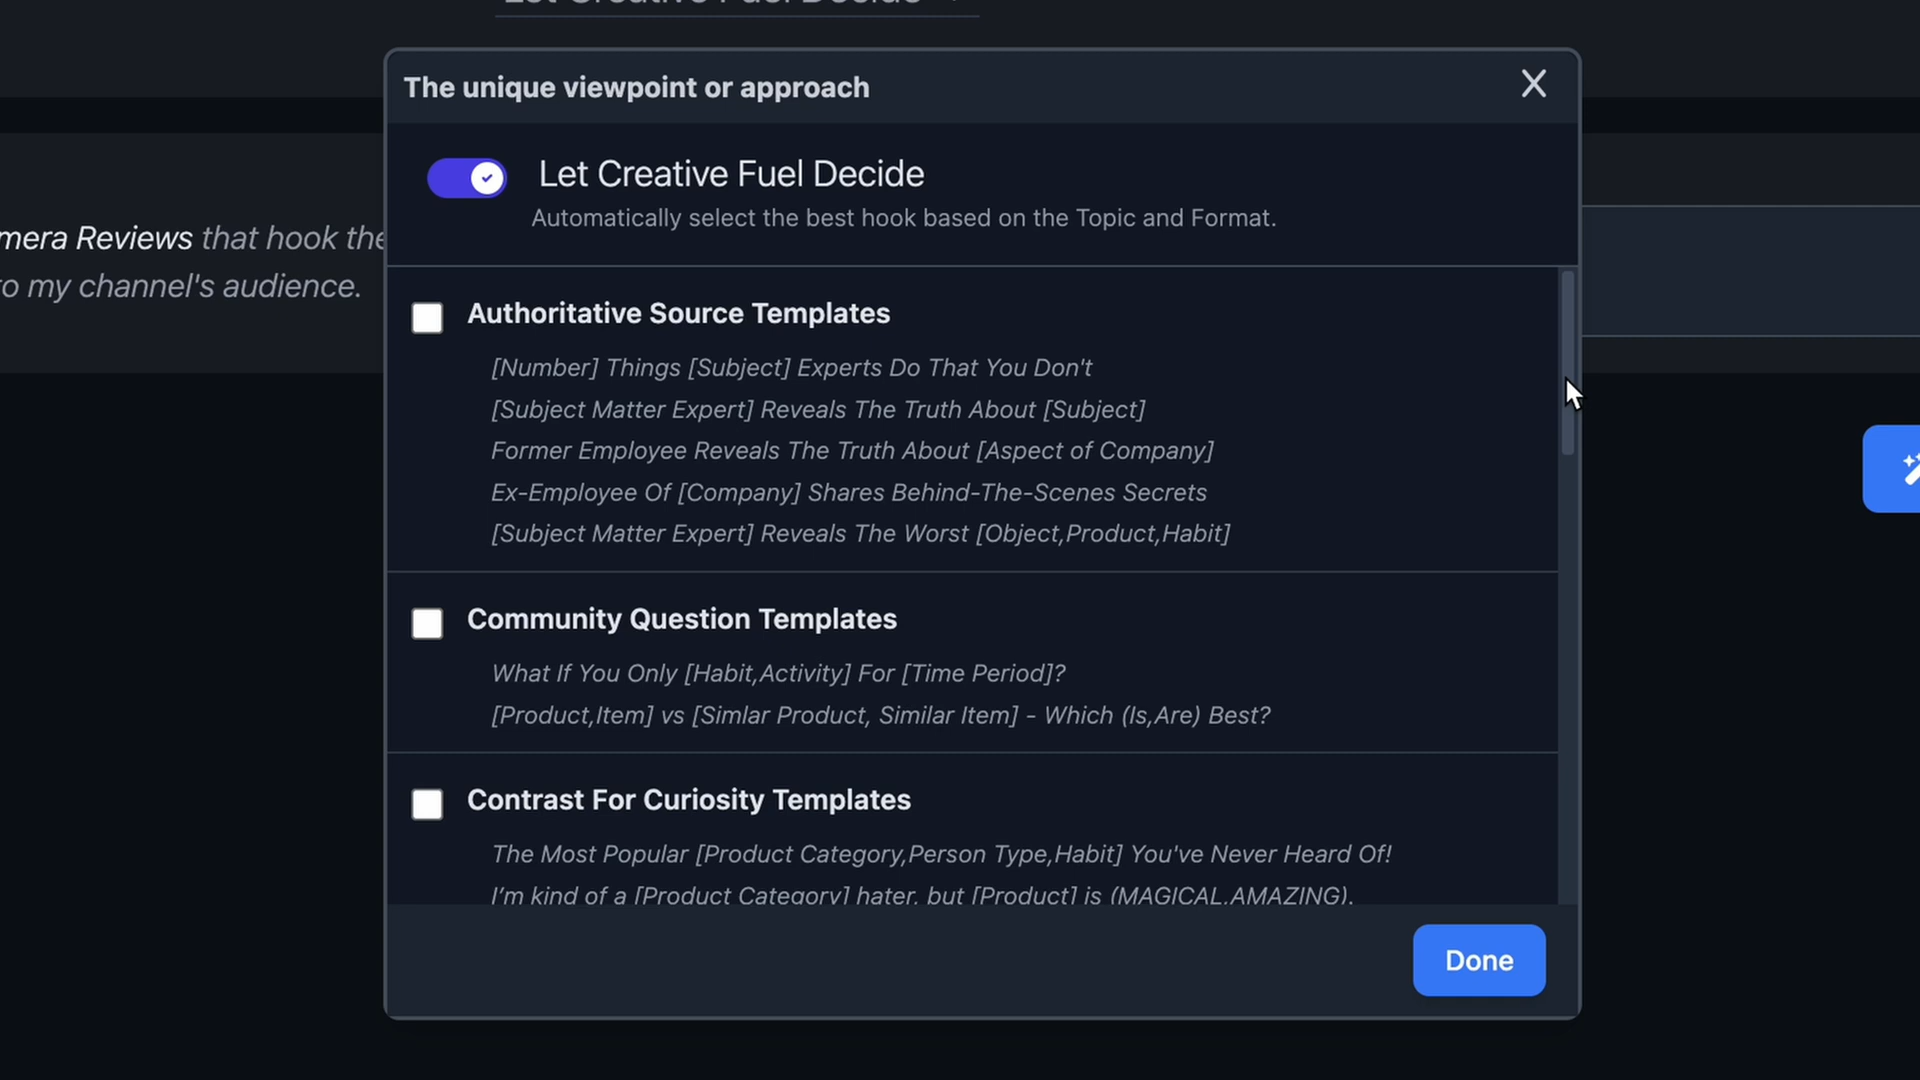 Let Creative Fuel Decide
The unique viewpoint or approach
Let Creative Fuel Decide
Automatically select the best hook based on the Topic and Format.
mera Reviews that hook the
o my channel's audience.
Authoritative Source Templates
[Number] Things [Subject] Experts Do That You Don't
[Subject Matter Expert] Reveals The Truth About [Subject]
Former Employee Reveals The Truth About [Aspect of Company]
Ex-Employee Of [Company] Shares Behind-The-Scenes Secrets
[Subject Matter Expert] Reveals The Worst [Object,Product,Habit]
Community Question Templates
What If You Only [Habit,Activity] For [Time Period]?
[Product,Item] vs [Simlar Product, Similar Item] - Which (Is,Are) Best?
Contrast For Curiosity Templates
The Most Popular [Product Category,Person Type,Habit] You've Never Heard Of!
I’m kind of a [Product Category] hater, but [Product] is (MAGICAL,AMAZING).
Done